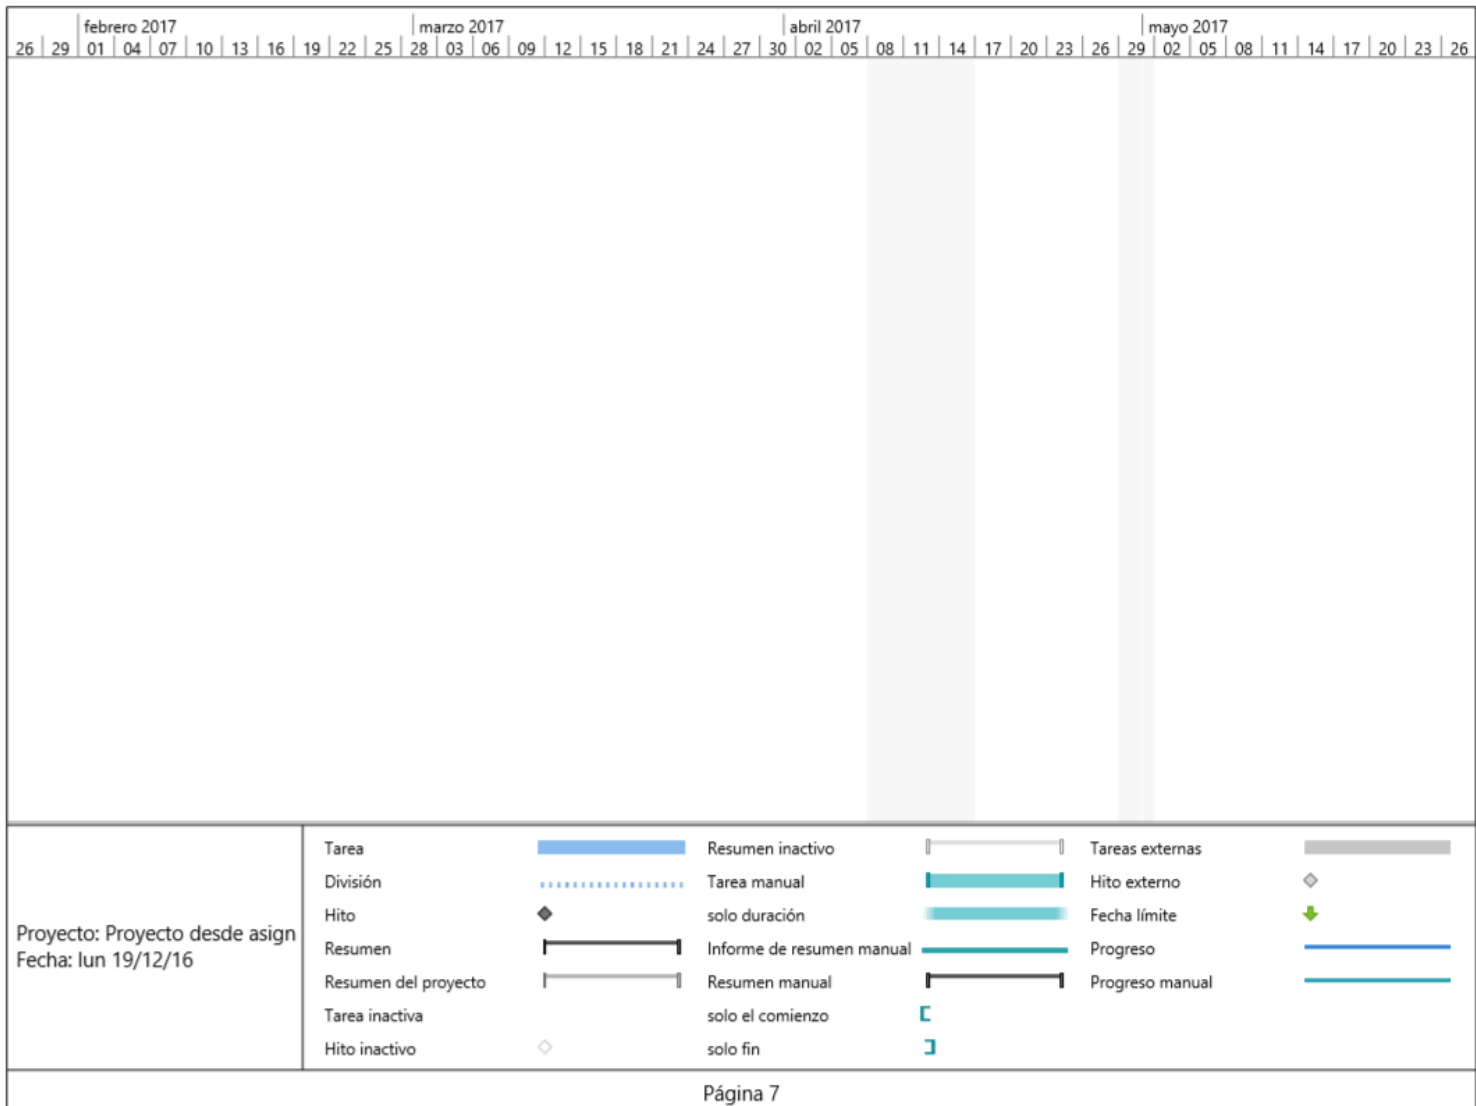 febrero 2017 marzo 2017 abril 2017 mayo 2017
26 29 01 04 07 10 13 16 19 22 25 28 03 06 09 12 15 18 21 24 27 30 02 05 08 11 14 17 20 23 26 29 02 05 08 11 14 17 20 23 26
Proyecto: Proyecto desde asign
Fecha: lun 19/12/16
Tarea
División
Hito
Resumen
Resumen del proyecto
Tarea inactiva
Hito inactivo
Resumen inactivo
Tarea manual
solo duración
Informe de resumen manual
Resumen manual
solo el comienzo
solo fin
Tareas externas
Hito externo
Fecha límite
Progreso
Progreso manual
Página 7